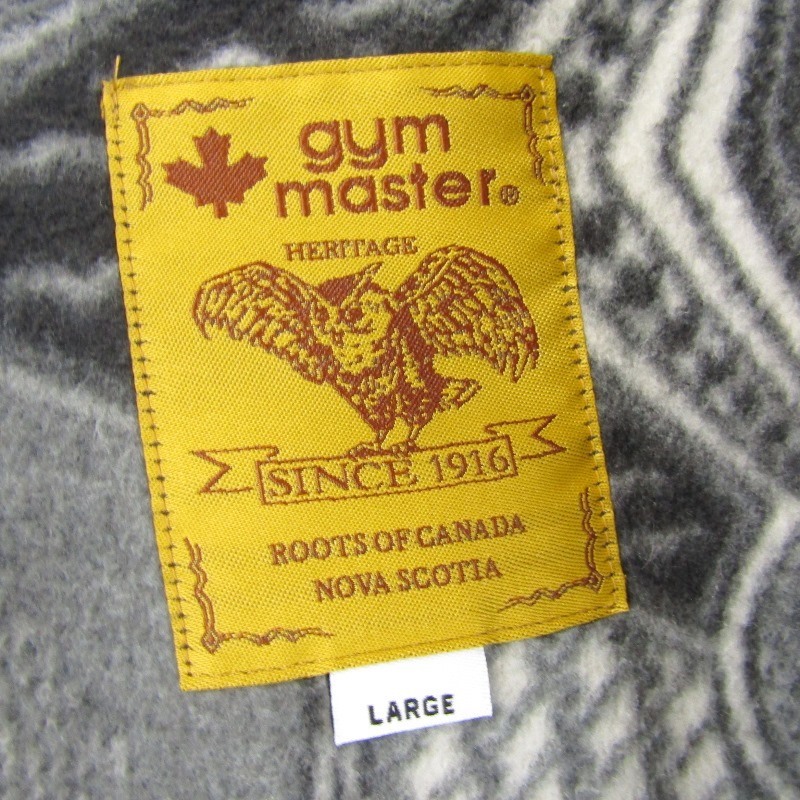 gym
master®
HERITAGE
SINCE 1916
ROOTS OF CANADA
NOVA SCOTIA
LARGE